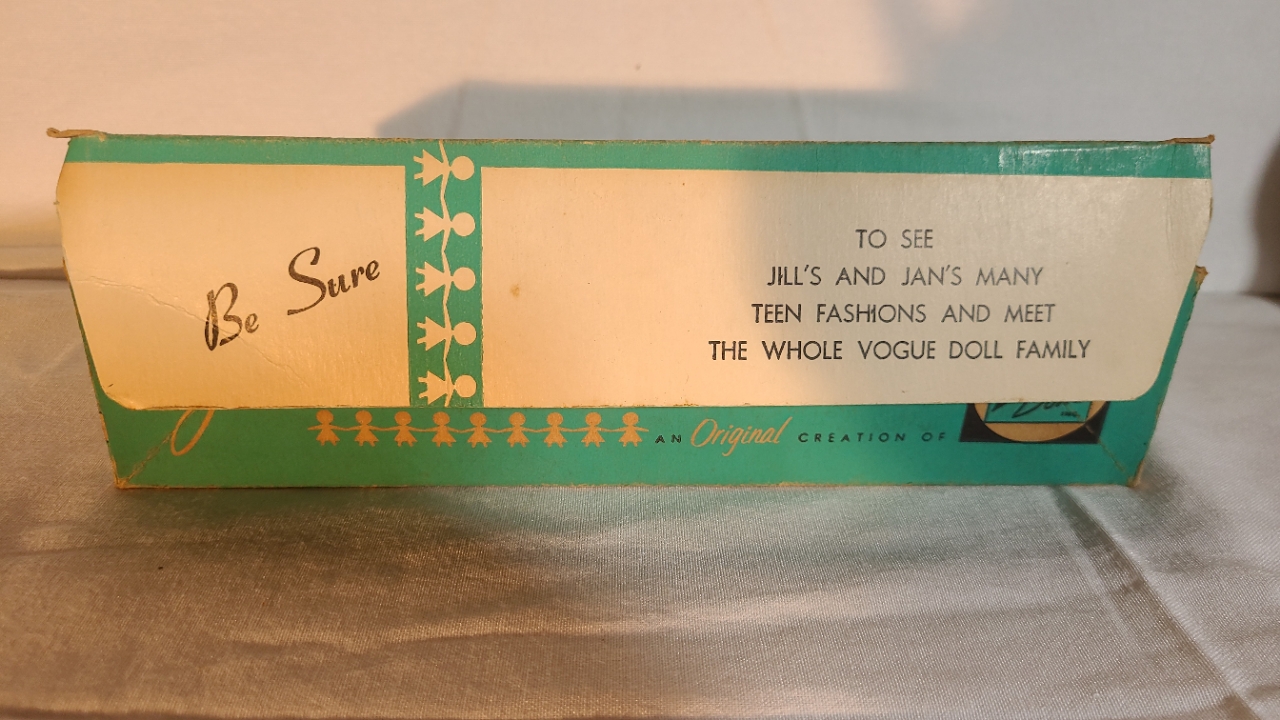 Be Sure
TO SEE
JILL'S AND JAN'S MANY
TEEN FASHIONS AND MEET
THE WHOLE VOGUE DOLL FAMILY
AN Original CREATION OF
INC.